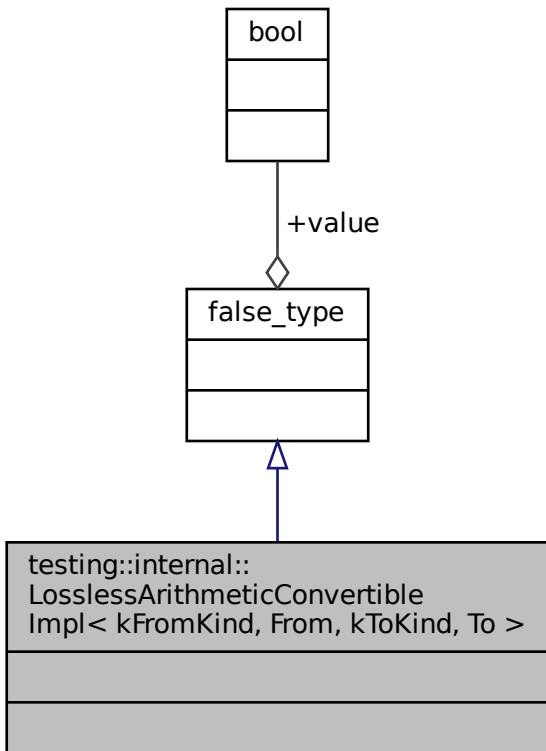 bool
+value
false_type
testing::internal::
LosslessArithmeticConvertible
Impl< kFromKind, From, kToKind, To >